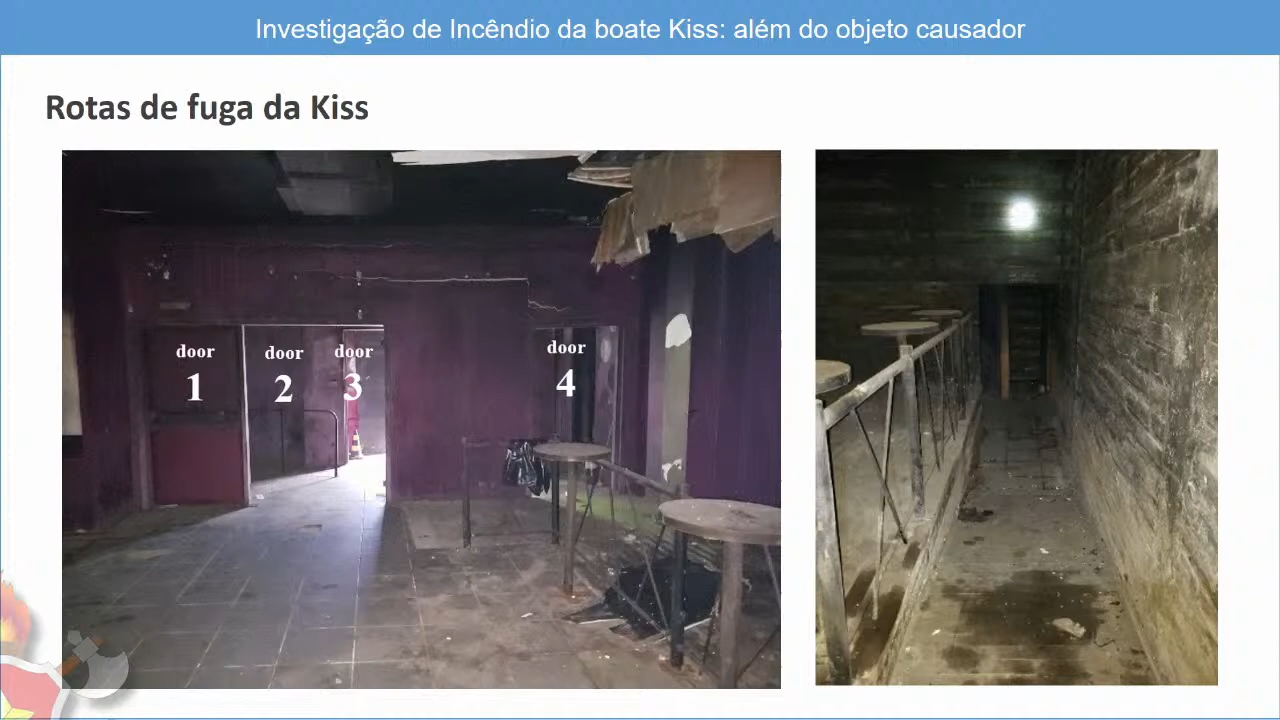 Investigação de Incêndio da boate Kiss: além do objeto causador
Rotas de fuga da Kiss
door
1
door
2
door
3
door
4